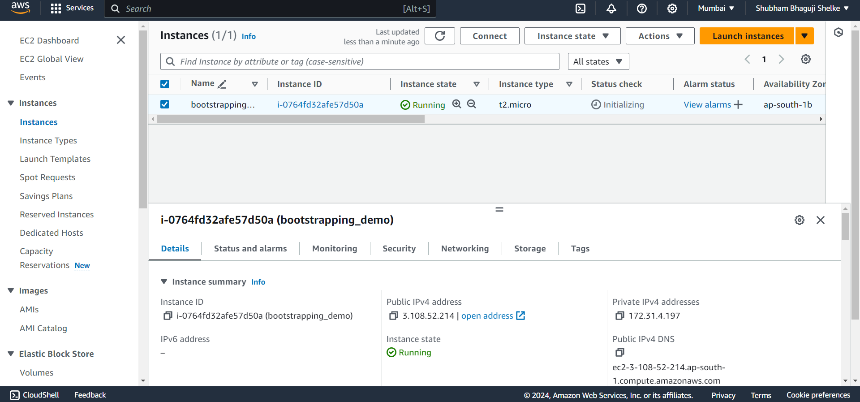 aws Services Search [Alt+S] Mumbai ▼ Shubham Bhaguji Shelke ▼
EC2 Dashboard
EC2 Global View
Events
Instances
Instances
Instance Types
Launch Templates
Spot Requests
Savings Plans
Reserved Instances
Dedicated Hosts
Capacity
Reservations New
Images
AMIs
AMI Catalog
Elastic Block Store
Volumes
Instances (1/1) Info
Last updated
less than a minute ago
Connect Instance state ▼ Actions ▼ Launch instances ▼
Find Instance by attribute or tag (case-sensitive) All states ▼ 1
Name Instance ID Instance state Instance type Status check Alarm status Availability Zon
bootstrapping... i-0764fd32afe57d50a Running t2.micro Initializing View alarms + ap-south-1b
i-0764fd32afe57d50a (bootstrapping_demo)
Details Status and alarms Monitoring Security Networking Storage Tags
▼ Instance summary Info
Instance ID
i-0764fd32afe57d50a (bootstrapping_demo)
Public IPv4 address
3.108.52.214 | open address
Private IPv4 addresses
172.31.4.197
IPv6 address
–
Instance state
Running
Public IPv4 DNS
ec2-3-108-52-214.ap-south-
1.compute.amazonaws.com
CloudShell Feedback © 2024, Amazon Web Services, Inc. or its affiliates. Privacy Terms Cookie preferences